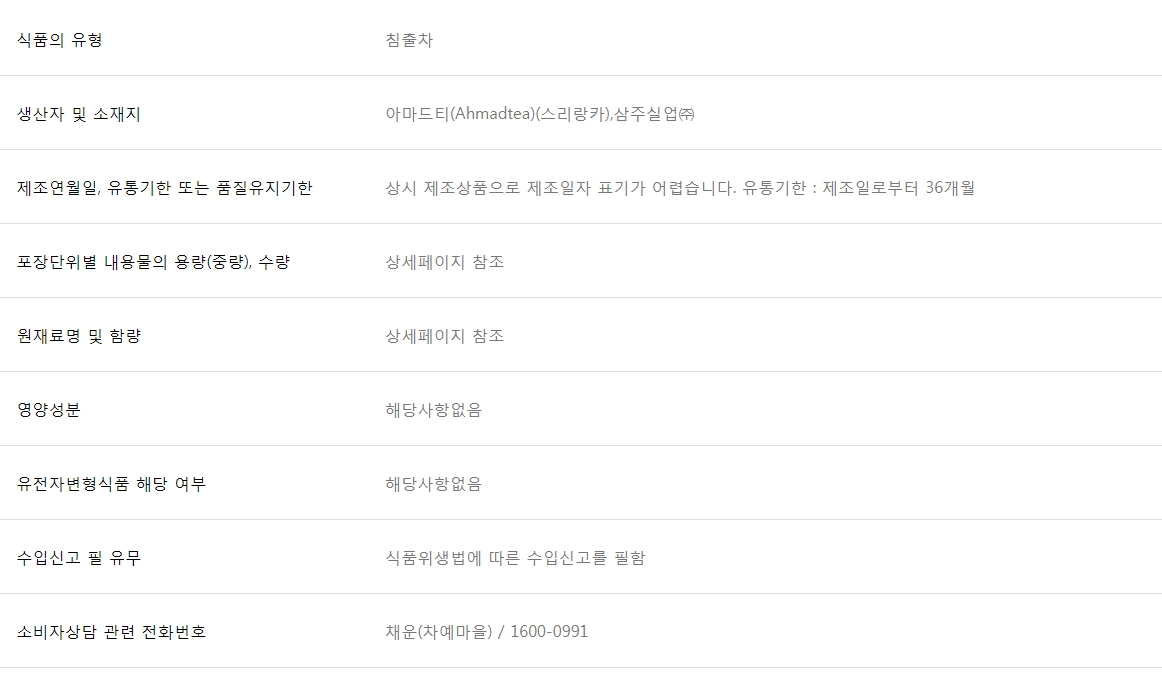 식품의 유형 침출차
생산자 및 소재지 아마드티(Ahmadtea)(스리랑카),삼주실업㈜
제조연월일, 유통기한 또는 품질유지기한 상시 제조상품으로 제조일자 표기가 어렵습니다. 유통기한 : 제조일로부터 36개월
포장단위별 내용물의 용량(중량), 수량 상세페이지 참조
원재료명 및 함량 상세페이지 참조
영양성분 해당사항없음
유전자변형식품 해당 여부 해당사항없음
수입신고 필 유무 식품위생법에 따른 수입신고를 필함
소비자상담 관련 전화번호 채운(차예마을) / 1600-0991